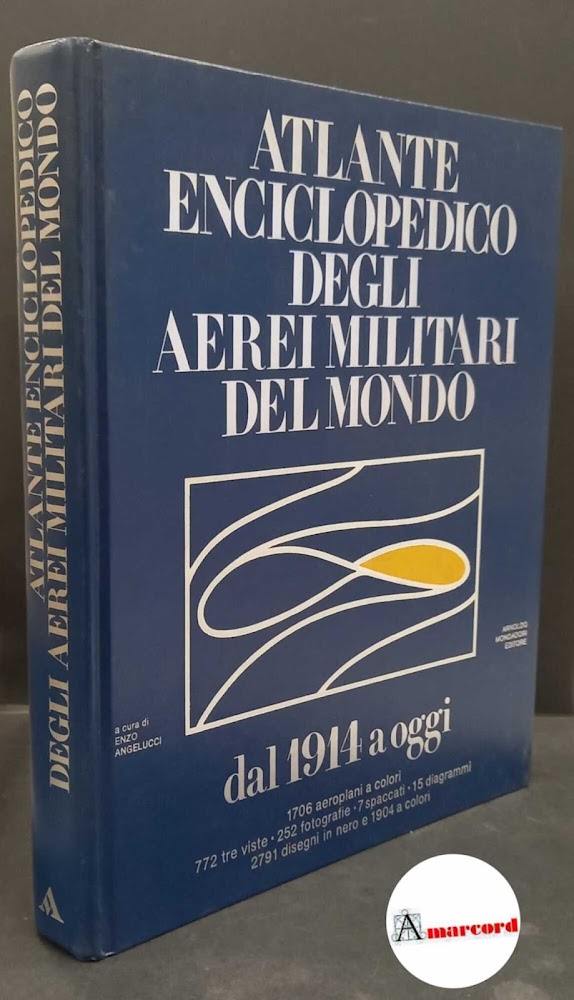 ATLANTE ENCICLOPEDICO
DEGLI AEREI MILITARI DEL MONDO
ATLANTE
ENCICLOPEDICO
DEGLI
AEREI MILITARI
DEL MONDO
ARNOLDO
MONDADORI
EDITORE
a cura di
ENZO
ANGELUCCI
dal 1914 a oggi
1706 aeroplani a colori
772 tre viste • 252 fotografie • 7 spaccati • 15 diagrammi
2791 disegni in nero e 1904 a colori
Amarcord